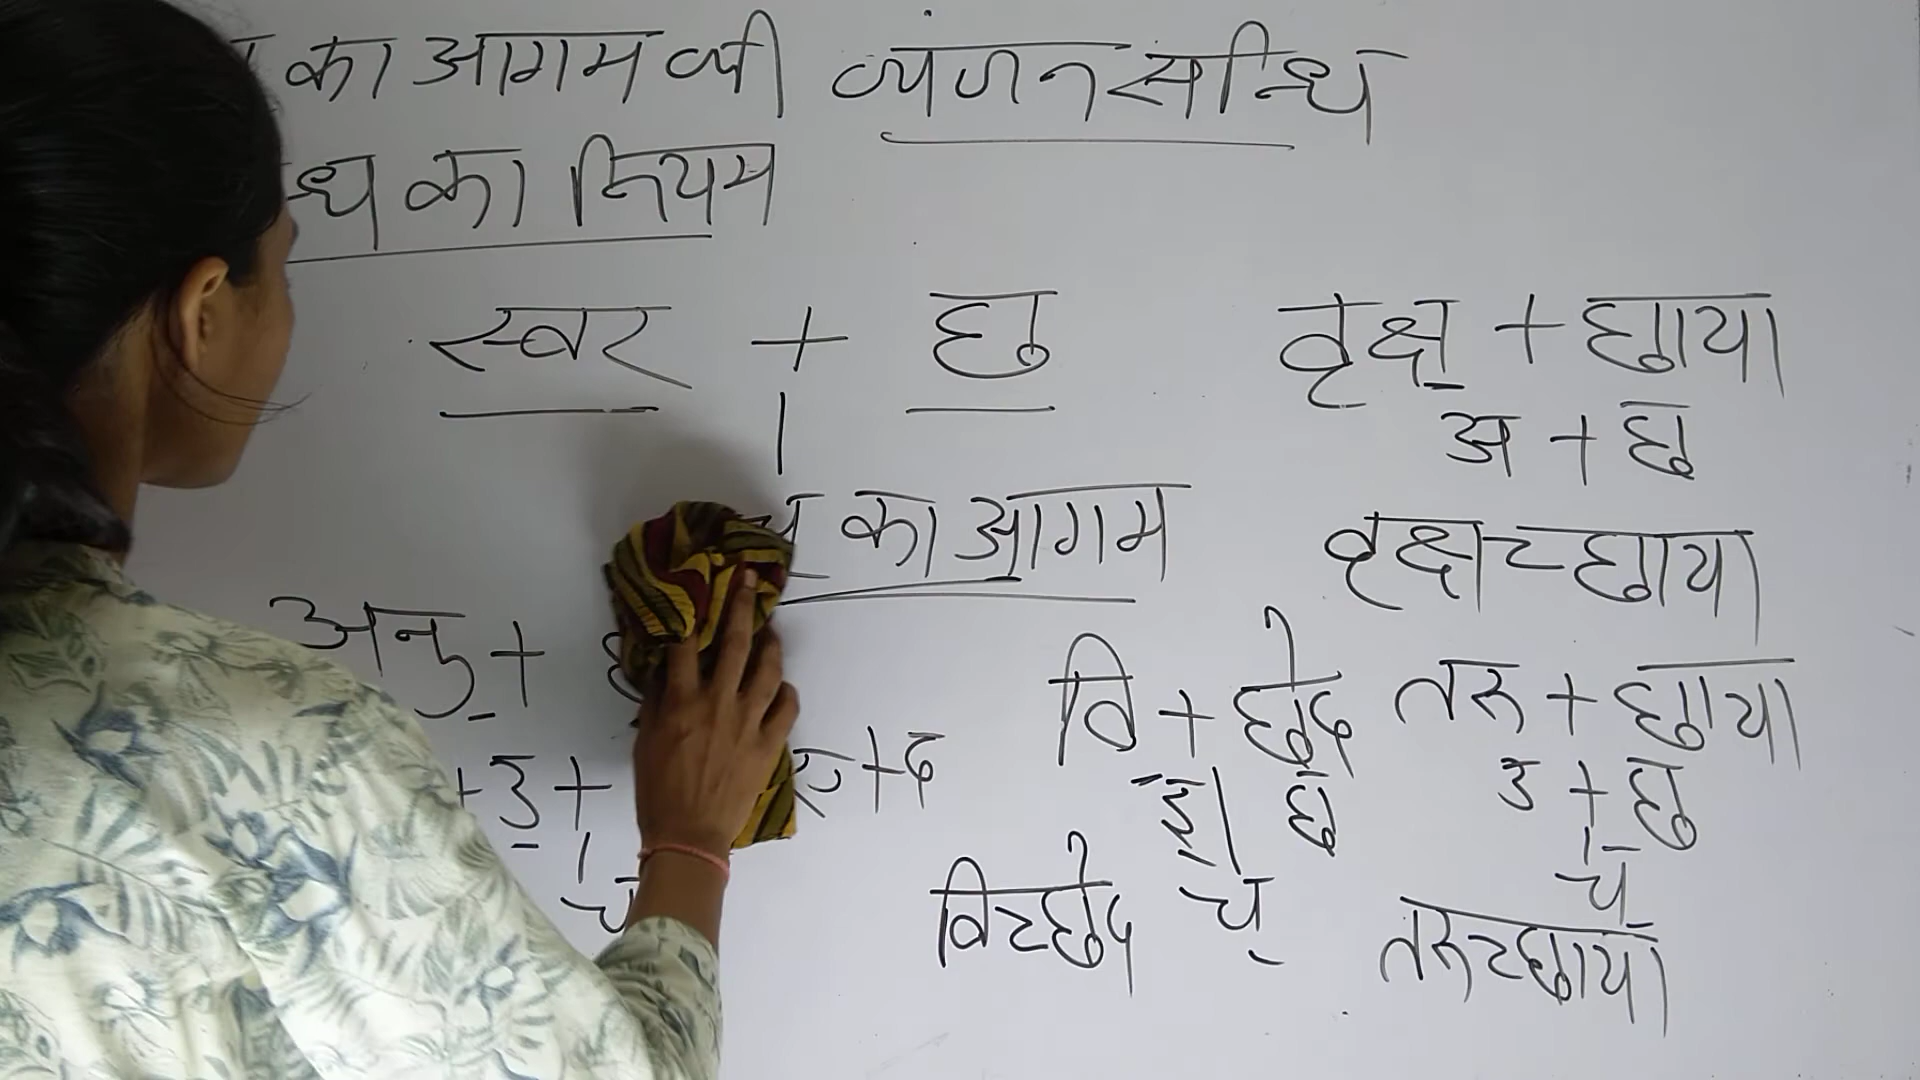 का आगम व्यंजन सन्धि
का नियम
स्वर + छ
का आगम
वृक्ष + छाया
अ + छ
वृक्षच्छाया
अनु +
+ उ +
च
वि + छेद
इ छ
च्
विच्छेद
तरु + छाया
उ + छ
च्
तरुच्छाया